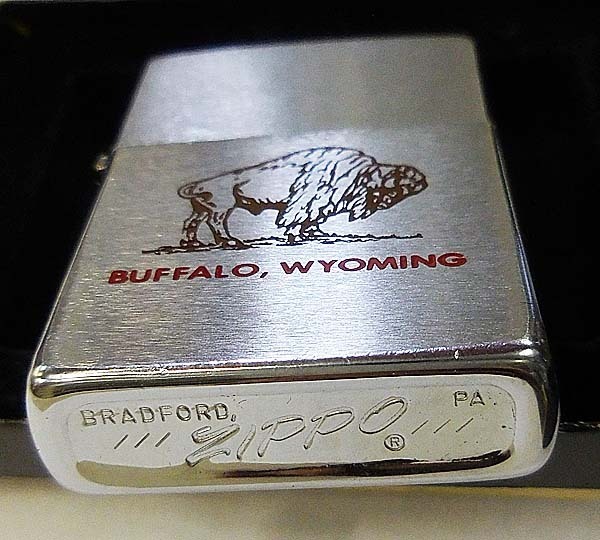 BUFFALO, WYOMING
BRADFORD, PA
/// ZIPPO ® ////